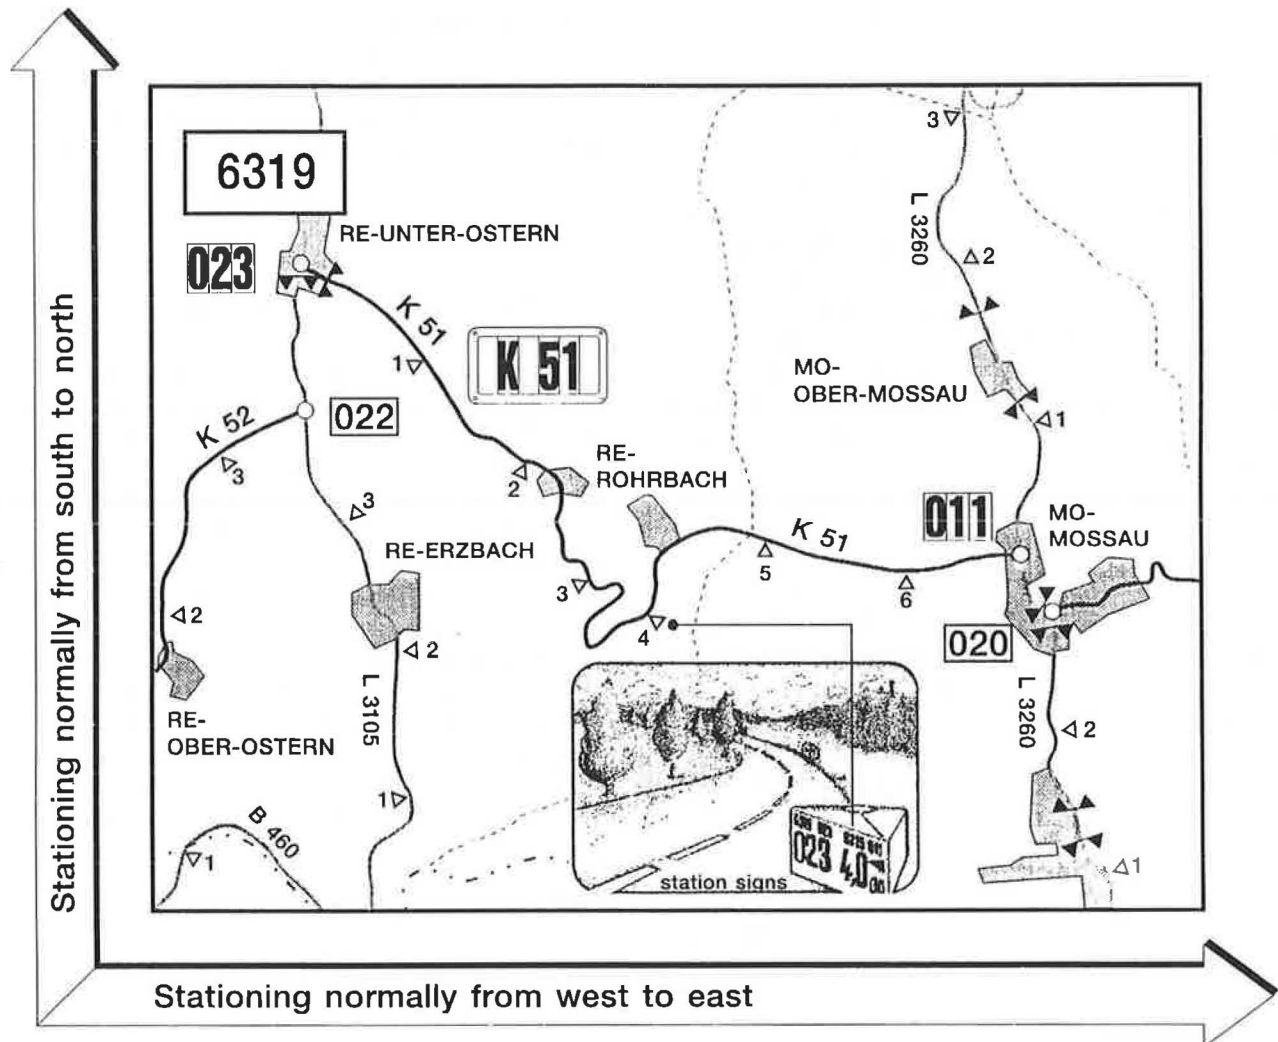 Stationing normally from south to north
6319
RE-UNTER-OSTERN
023
K 51
1
K 51
K 52
022
3
2
RE-
ROHRBACH
3
RE-ERZBACH
2
RE-
OBER-OSTERN
L 3105
2
1
B 460
1
3
4
K 51
5
6
3
L 3260
2
MO-
OBER-MOSSAU
1
011
MO-
MOSSAU
020
L 3260
2
1
023 4,0
station signs
Stationing normally from west to east